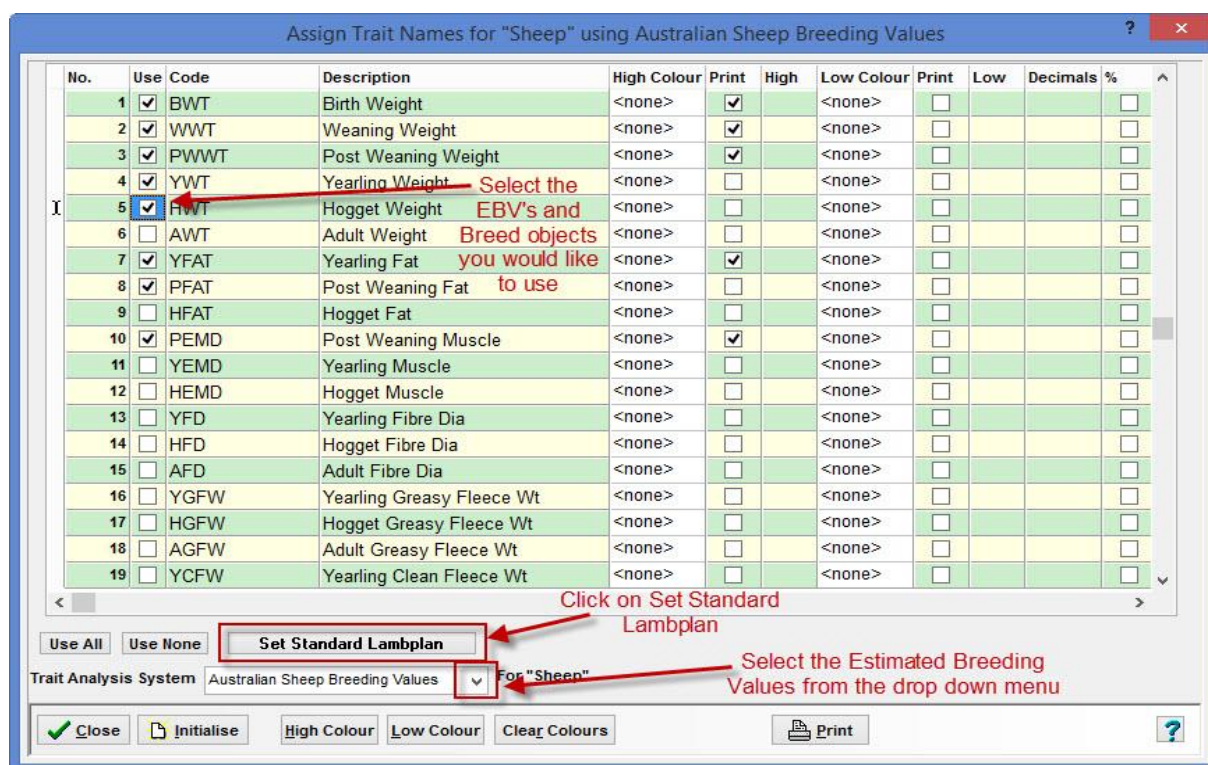 Assign Trait Names for "Sheep" using Australian Sheep Breeding Values ? ×
No. Use Code Description High Colour Print High Low Colour Print Low Decimals %
1 BWT Birth Weight <none> <none>
2 WWT Weaning Weight <none> <none>
3 PWWT Post Weaning Weight <none> <none>
4 YWT Yearling Weight <none> <none>
5 HWT Hogget Weight <none> <none>
6 AWT Adult Weight <none> <none>
7 YFAT Yearling Fat <none> <none>
8 PFAT Post Weaning Fat <none> <none>
9 HFAT Hogget Fat <none> <none>
10 PEMD Post Weaning Muscle <none> <none>
11 YEMD Yearling Muscle <none> <none>
12 HEMD Hogget Muscle <none> <none>
13 YFD Yearling Fibre Dia <none> <none>
14 HFD Hogget Fibre Dia <none> <none>
15 AFD Adult Fibre Dia <none> <none>
16 YGFW Yearling Greasy Fleece Wt <none> <none>
17 HGFW Hogget Greasy Fleece Wt <none> <none>
18 AGFW Adult Greasy Fleece Wt <none> <none>
19 YCFW Yearling Clean Fleece Wt <none> <none>
Select the
EBV's and
Breed objects
you would like
to use
Click on Set Standard
Lambplan
Use All Use None Set Standard Lambplan
Select the Estimated Breeding
Values from the drop down menu
Trait Analysis System Australian Sheep Breeding Values For "Sheep"
Close Initialise High Colour Low Colour Clear Colours Print ?